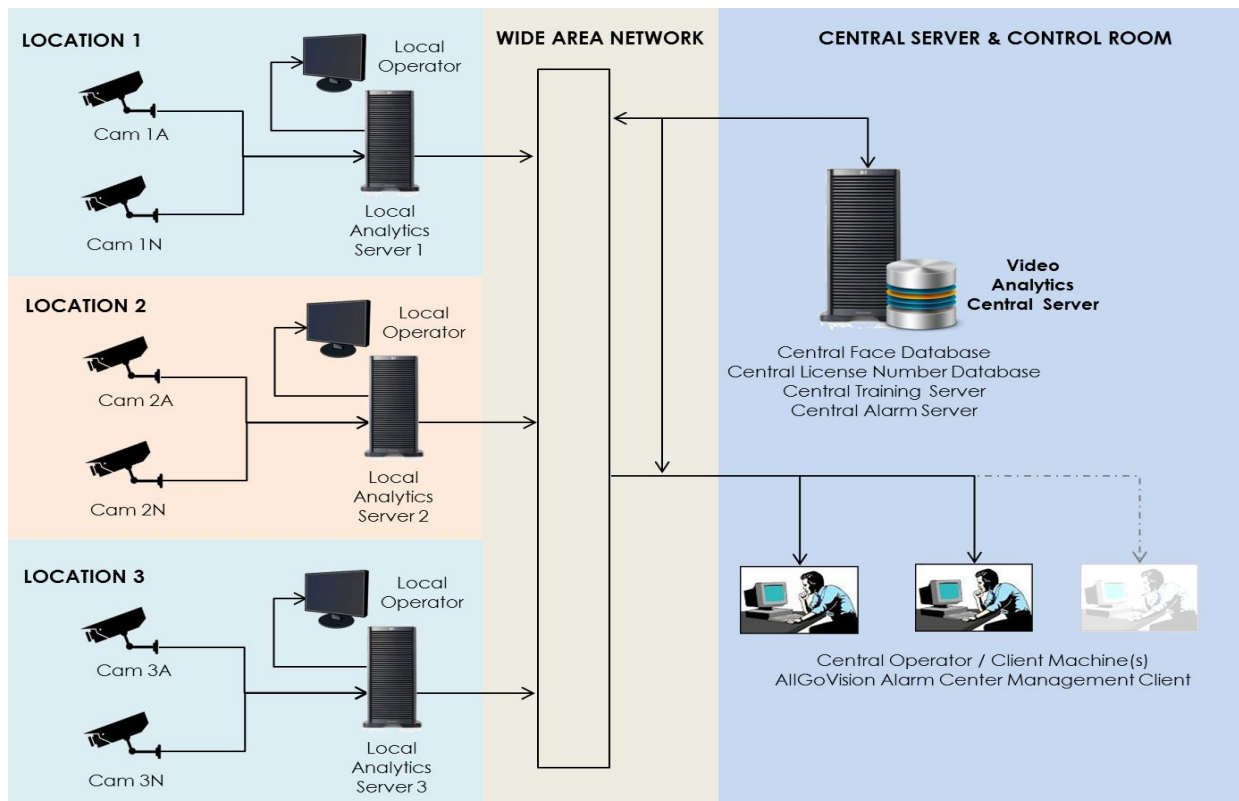 LOCATION 1
Cam 1A
Cam 1N
Local
Operator
Local
Analytics
Server 1
LOCATION 2
Cam 2A
Cam 2N
Local
Operator
Local
Analytics
Server 2
LOCATION 3
Cam 3A
Cam 3N
Local
Operator
Local
Analytics
Server 3
WIDE AREA NETWORK
CENTRAL SERVER & CONTROL ROOM
Video
Analytics
Central Server
Central Face Database
Central License Number Database
Central Training Server
Central Alarm Server
Central Operator / Client Machine(s)
AllGoVision Alarm Center Management Client